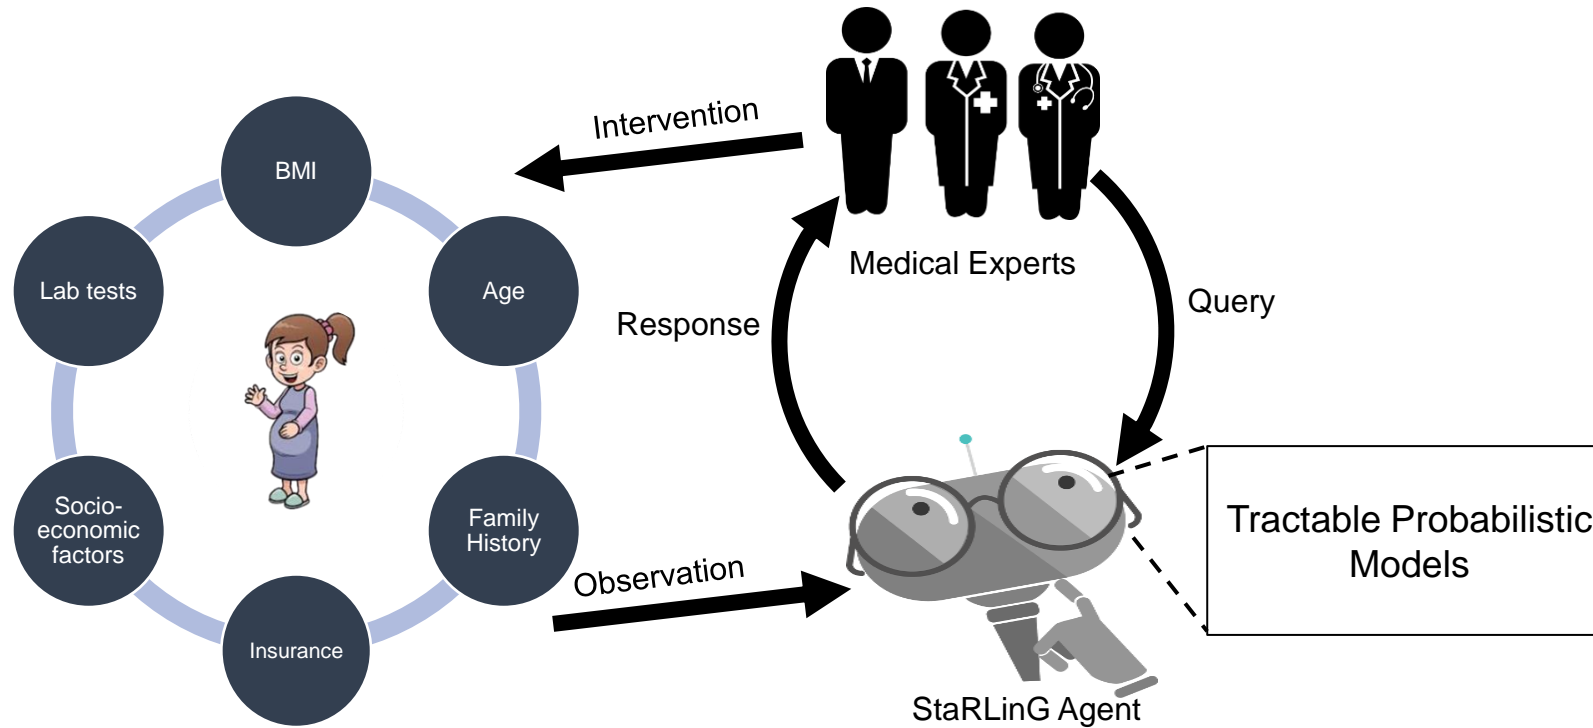 Intervention
BMI
Lab tests
Age
Medical Experts
Response
Query
Socio-
economic
factors
Family
History
Observation
Insurance
Tractable Probabilistic
Models
StaRLinG Agent